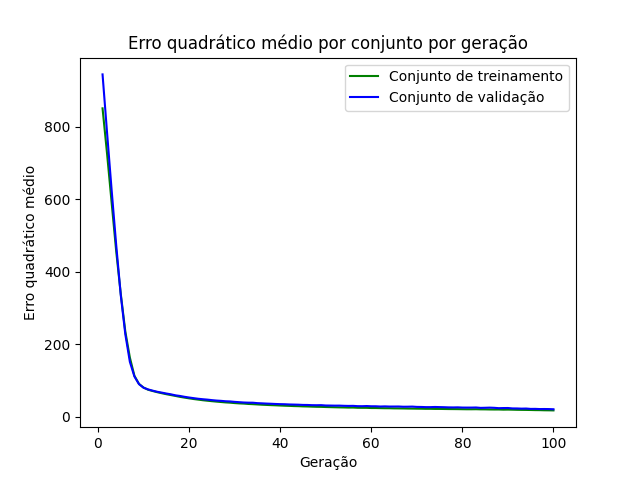 Erro quadrático médio por conjunto por geração
Conjunto de treinamento
Conjunto de validação
Erro quadrático médio
800
600
400
200
0
0 20 40 60 80 100
Geração